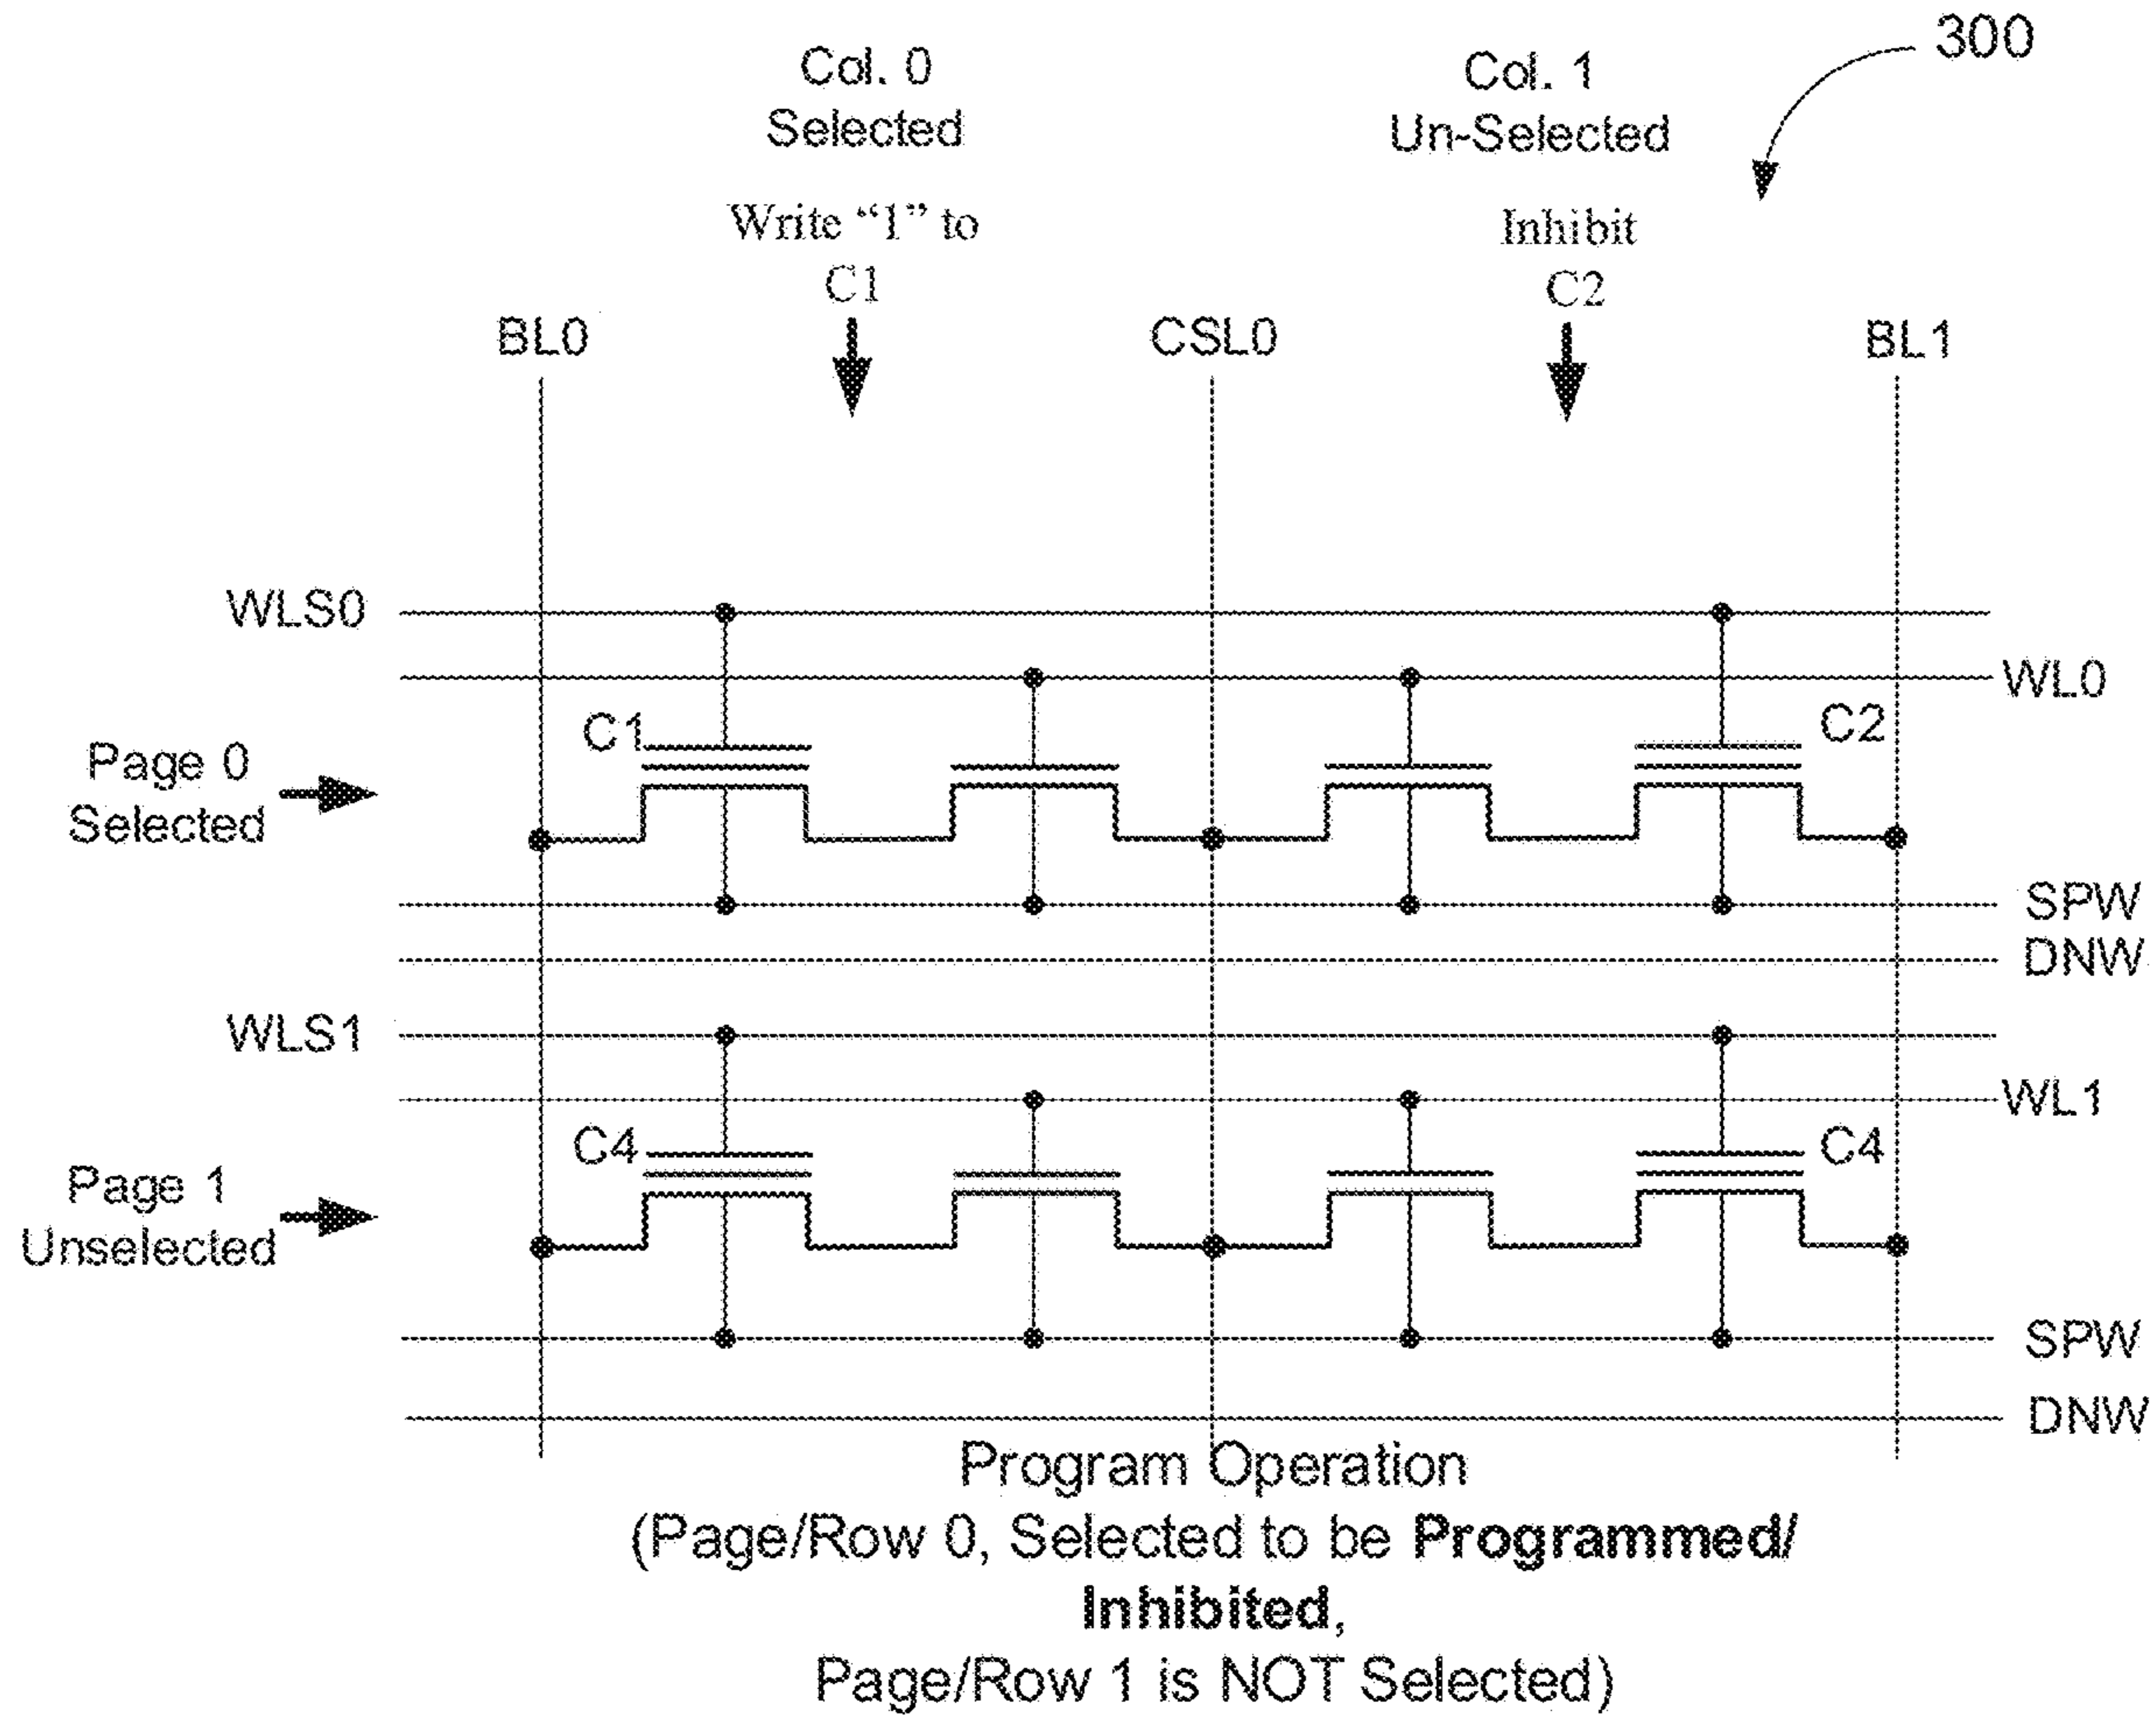 300
Col. 0
Selected
Col. 1
Un-Selected
Write “1” to
C1
Inhibit
C2
BL0
CSL0
BL1
WLS0
WL0
C1
C2
Page 0
Selected
SPW
DNW
WLS1
WL1
C4
C4
Page 1
Unselected
SPW
DNW
Program Operation
(Page/Row 0, Selected to be Programmed/
Inhibited,
Page/Row 1 is NOT Selected)